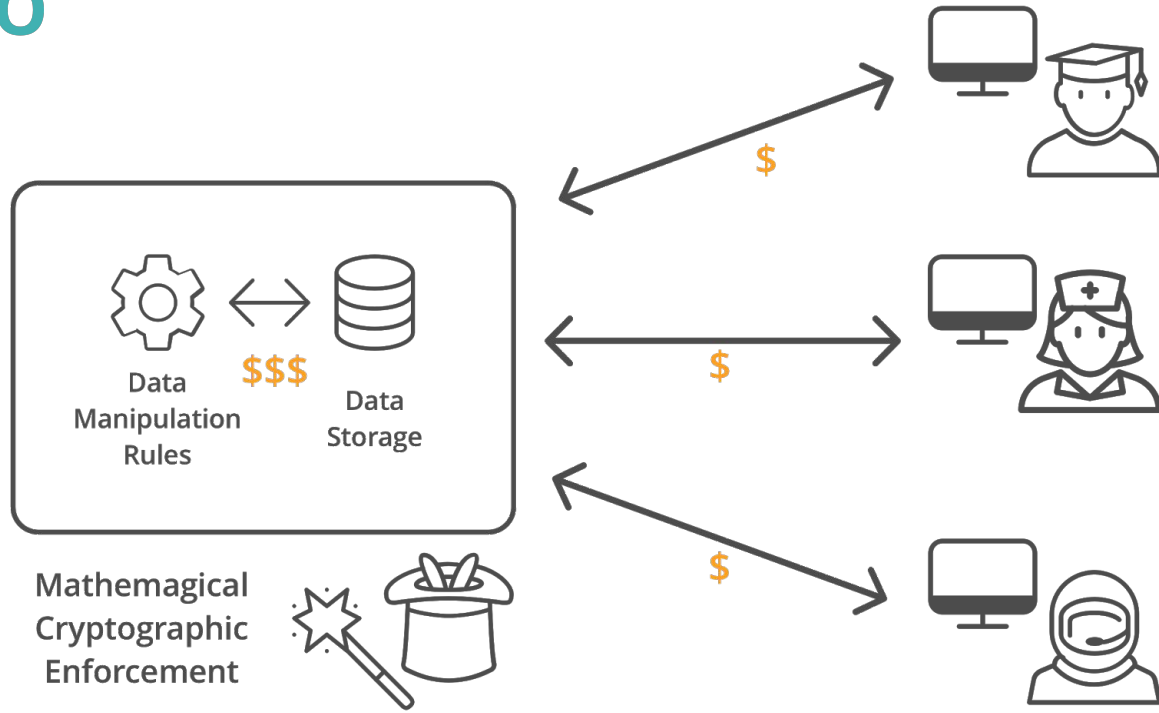 $
Data
Manipulation
Rules
$$$
Data
Storage
$
$
Mathemagical
Cryptographic
Enforcement